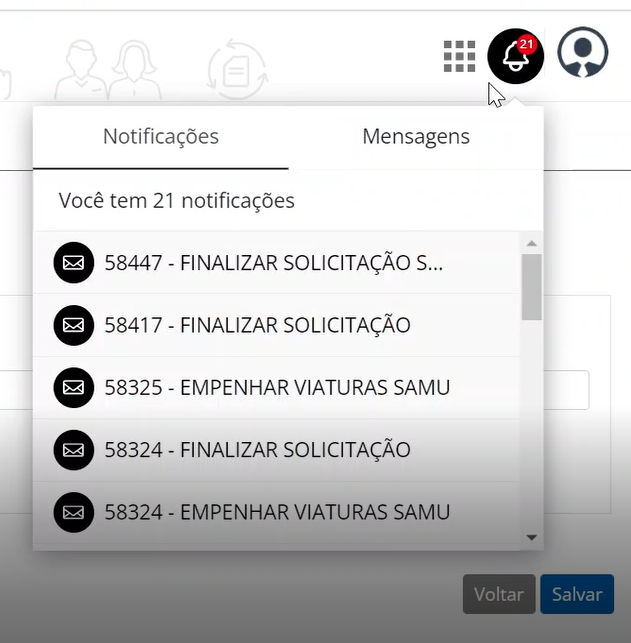 21
Notificações
Mensagens
Você tem 21 notificações
58447 - FINALIZAR SOLICITAÇÃO S...
58417 - FINALIZAR SOLICITAÇÃO
58325 - EMPENHAR VIATURAS SAMU
58324 - FINALIZAR SOLICITAÇÃO
58324 - EMPENHAR VIATURAS SAMU
Voltar
Salvar